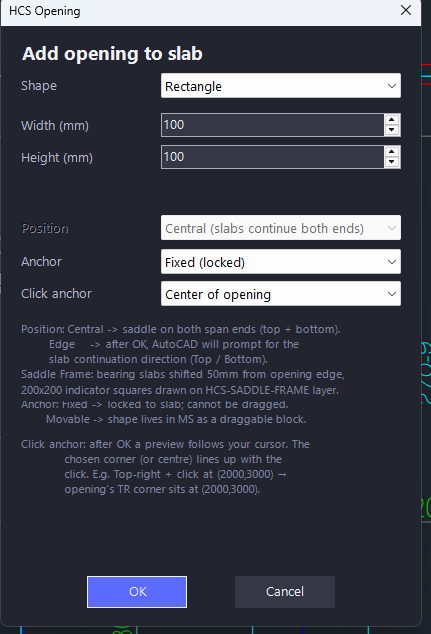 HCS Opening
Add opening to slab
Shape
Rectangle
Width (mm)
100
Height (mm)
100
Position
Central (slabs continue both ends)
Anchor
Fixed (locked)
Click anchor
Center of opening
Position: Central -> saddle on both span ends (top + bottom).
Edge -> after OK, AutoCAD will prompt for the
slab continuation direction (Top / Bottom).
Saddle Frame: bearing slabs shifted 50mm from opening edge,
200x200 indicator squares drawn on HCS-SADDLE-FRAME layer.
Anchor: Fixed -> locked to slab; cannot be dragged.
Movable -> shape lives in MS as a draggable block.
Click anchor: after OK a preview follows your cursor. The
chosen corner (or centre) lines up with the
click. E.g. Top-right + click at (2000,3000) →
opening's TR corner sits at (2000,3000).
OK
Cancel